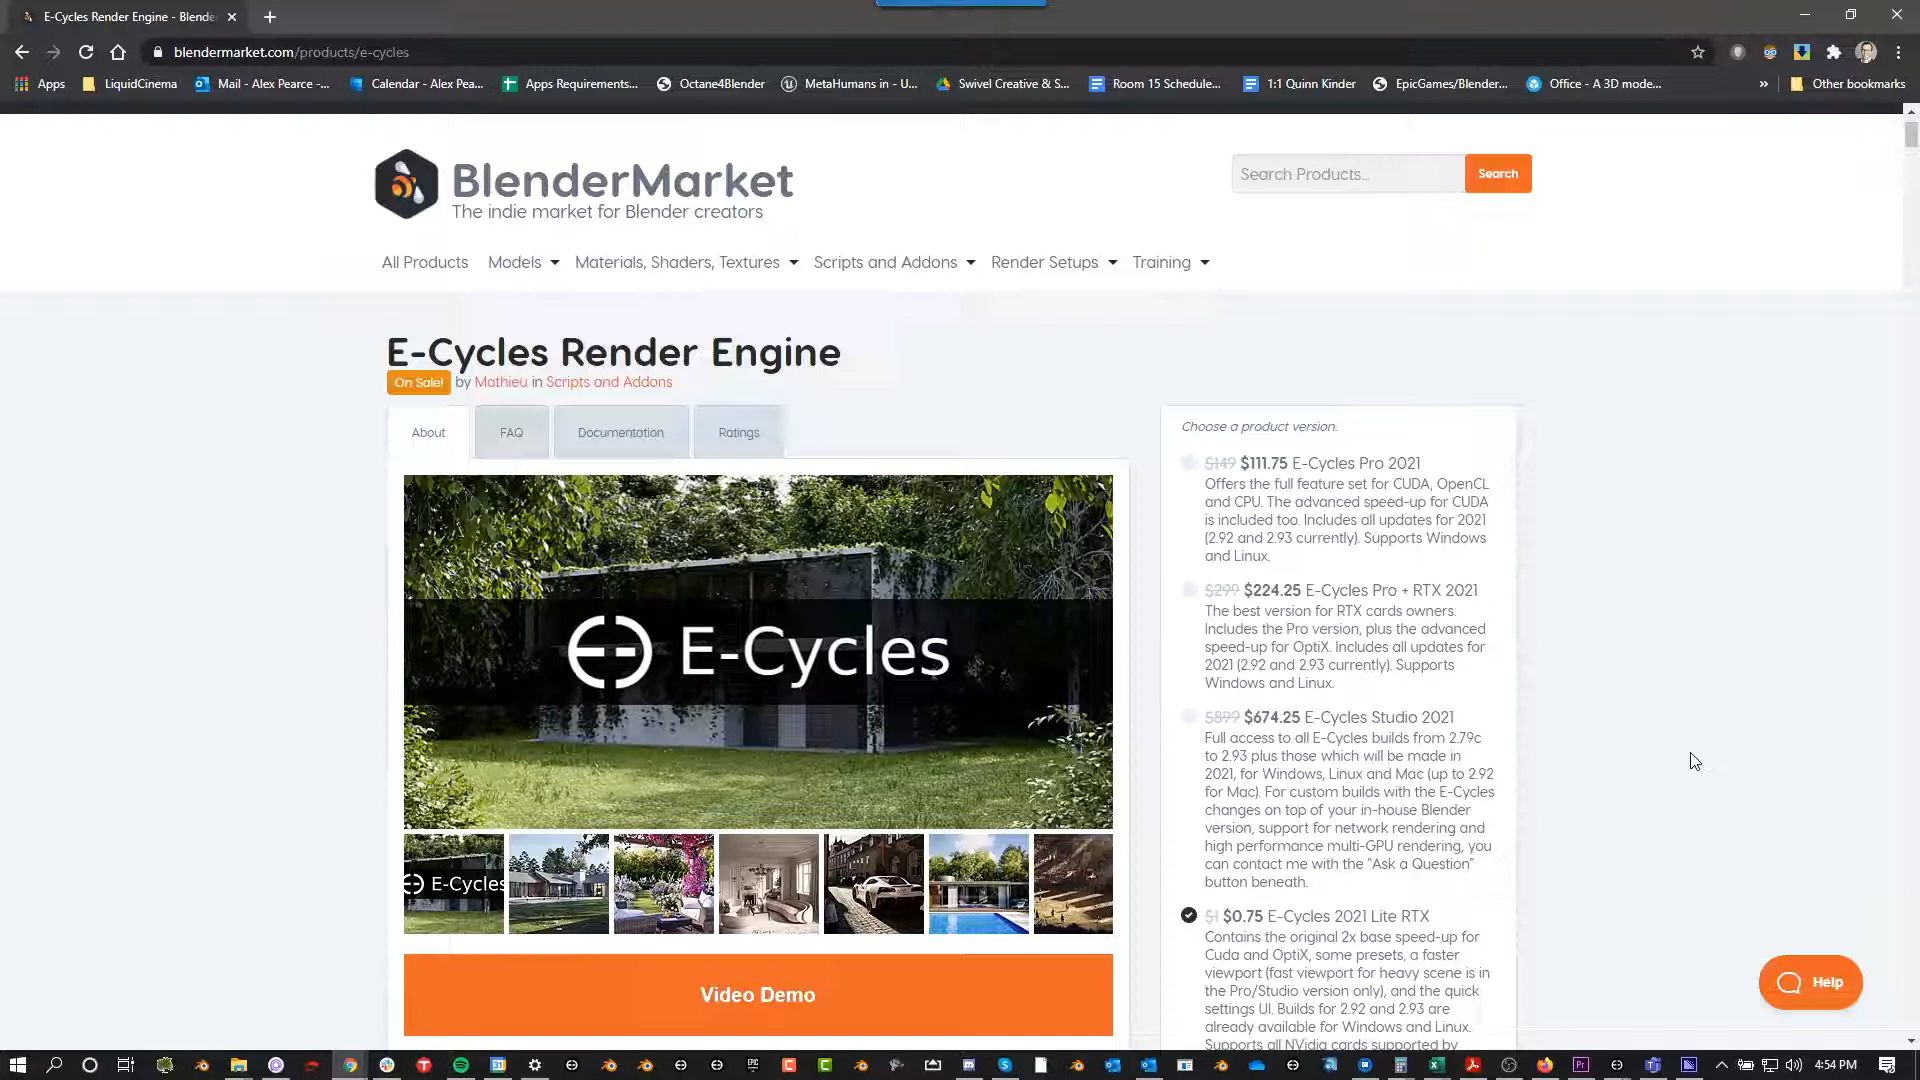 E-Cycles Render Engine - Blende
blendermarket.com/products/e-cycles
Apps
LiquidCinema
Mail - Alex Pearce -...
Calendar - Alex Pea...
Apps Requirements...
Octane4Blender
MetaHumans in - U...
Swivel Creative & S...
Room 15 Schedule...
1:1 Quinn Kinder
EpicGames/Blender...
Office - A 3D mode...
Other bookmarks
BlenderMarket
The indie market for Blender creators
Search Products...
Search
All Products
Models
Materials, Shaders, Textures
Scripts and Addons
Render Setups
Training
E-Cycles Render Engine
On Sale! by Mathieu in Scripts and Addons
About
FAQ
Documentation
Ratings
E-Cycles
E-Cycles
Video Demo
Choose a product version.
$149 $111.75 E-Cycles Pro 2021
Offers the full feature set for CUDA, OpenCL
and CPU. The advanced speed-up for CUDA
is included too. Includes all updates for 2021
(2.92 and 2.93 currently). Supports Windows
and Linux.
$299 $224.25 E-Cycles Pro + RTX 2021
The best version for RTX cards owners.
Includes the Pro version, plus the advanced
speed-up for OptiX. Includes all updates for
2021 (2.92 and 2.93 currently). Supports
Windows and Linux.
$899 $674.25 E-Cycles Studio 2021
Full access to all E-Cycles builds from 2.79c
to 2.93 plus those which will be made in
2021, for Windows, Linux and Mac (up to 2.92
for Mac). For custom builds with the E-Cycles
changes on top of your in-house Blender
version, support for network rendering and
high performance multi-GPU rendering, you
can contact me with the "Ask a Question"
button beneath.
$1 $0.75 E-Cycles 2021 Lite RTX
Contains the original 2x base speed-up for
Cuda and OptiX, some presets, a faster
viewport (fast viewport for heavy scene is in
the Pro/Studio version only), and the quick
settings UI. Builds for 2.92 and 2.93 are
already available for Windows and Linux.
Supports all NVidia cards supported by
Help
4:54 PM